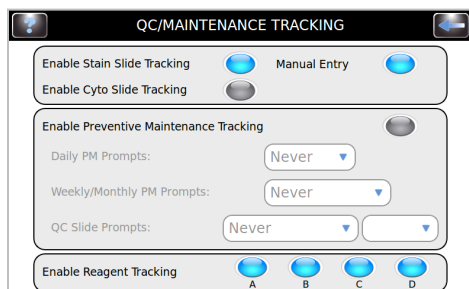 ? QC/MAINTENANCE TRACKING
Enable Stain Slide Tracking Manual Entry
Enable Cyto Slide Tracking
Enable Preventive Maintenance Tracking
Daily PM Prompts: Never
Weekly/Monthly PM Prompts: Never
QC Slide Prompts: Never
Enable Reagent Tracking
A B C D